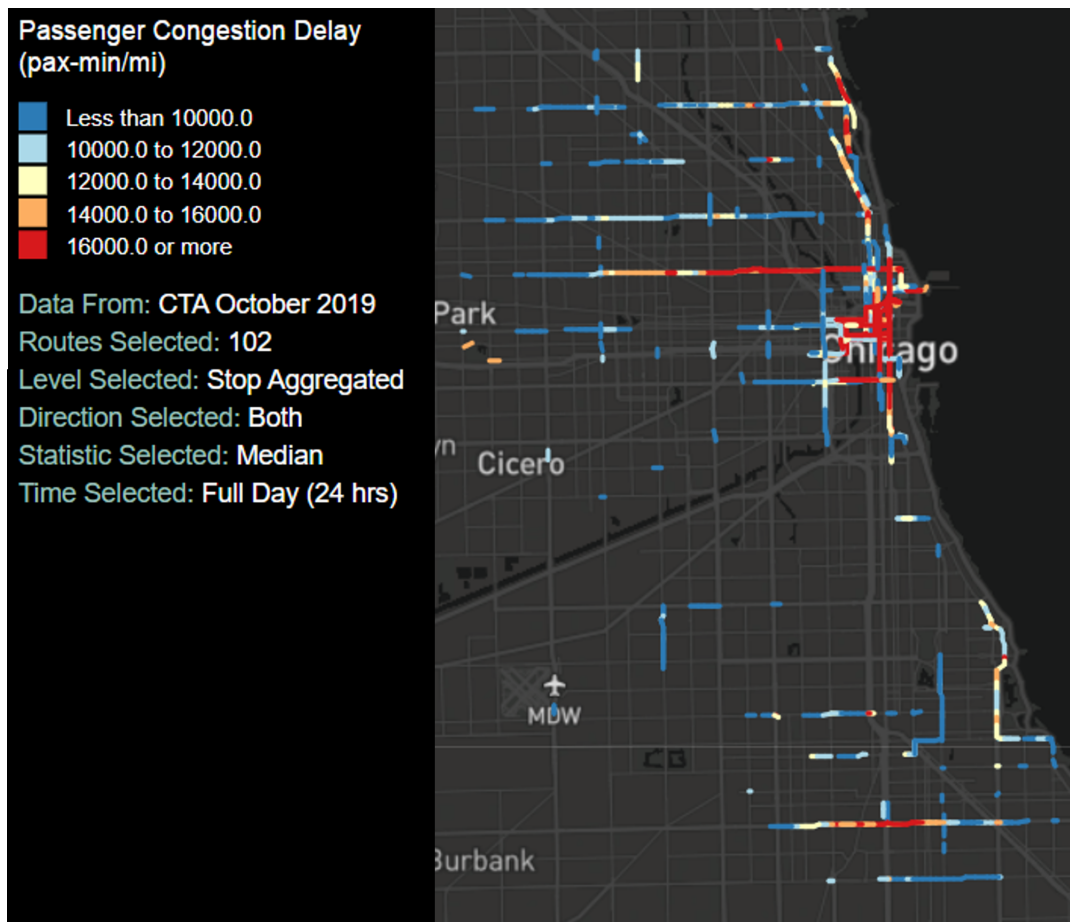 Passenger Congestion Delay
(pax-min/mi)
Less than 10000.0
10000.0 to 12000.0
12000.0 to 14000.0
14000.0 to 16000.0
16000.0 or more
Data From: CTA October 2019
Routes Selected: 102
Level Selected: Stop Aggregated
Direction Selected: Both
Statistic Selected: Median
Time Selected: Full Day (24 hrs)
Park
Chicago
yn
Cicero
MDW
Burbank